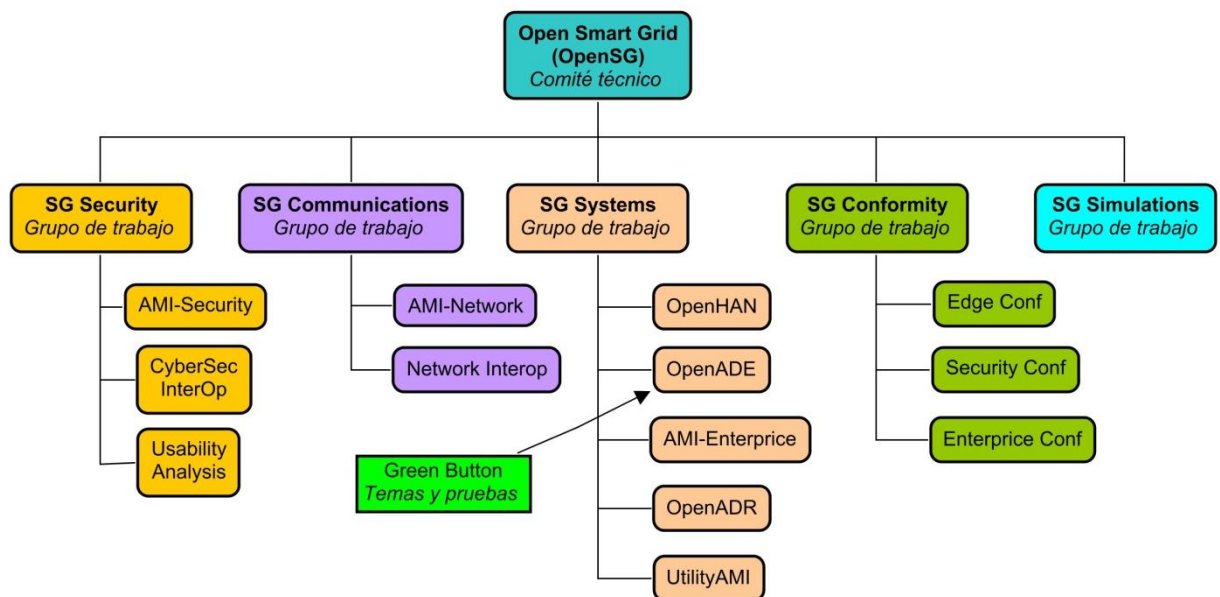 Open Smart Grid
(OpenSG)
Comité técnico
SG Security
Grupo de trabajo
SG Communications
Grupo de trabajo
SG Systems
Grupo de trabajo
SG Conformity
Grupo de trabajo
SG Simulations
Grupo de trabajo
AMI-Security
CyberSec
InterOp
Usability
Analysis
AMI-Network
Network Interop
Green Button
Temas y pruebas
OpenHAN
OpenADE
AMI-Enterprice
OpenADR
UtilityAMI
Edge Conf
Security Conf
Enterprice Conf